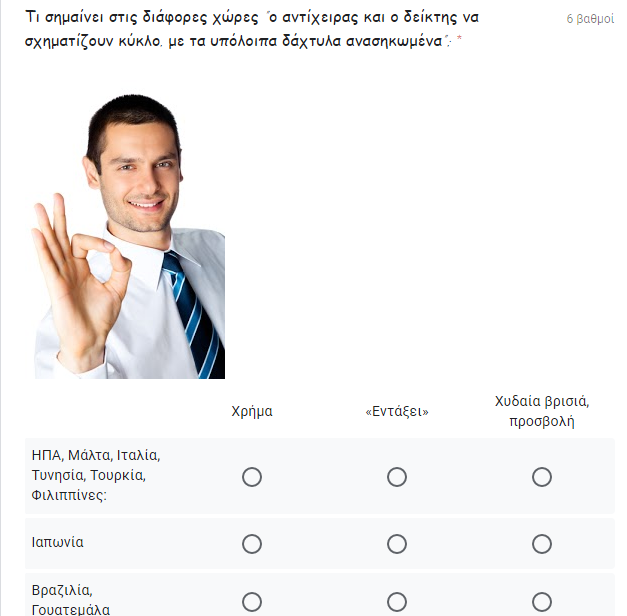 Τι σημαίνει στις διάφορες χώρες "ο αντίχειρας και ο δείκτης να
6 βαθμοί
σχηματίζουν κύκλο, με τα υπόλοιπα δάχτυλα ανασηκωμένα"; *
Χρήμα
«Εντάξει»
Χυδαία βρισιά,
προσβολή
ΗΠΑ, Μάλτα, Ιταλία,
Τυνησία, Τουρκία,
Φιλιππίνες:
Ιαπωνία
Βραζιλία,
Γουατεμάλα